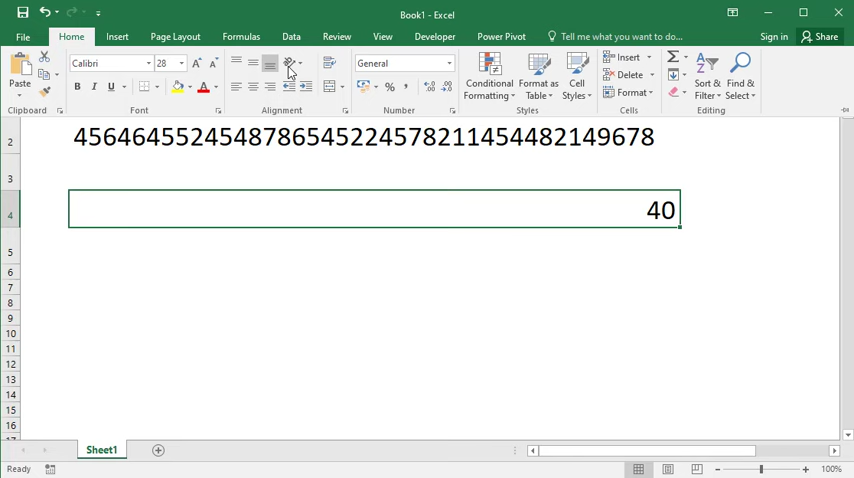 Book1 - Excel
File Home Insert Page Layout Formulas Data Review View Developer Power Pivot Tell me what you want to do... Sign in Share
Paste
Calibri 28
B I U A
General
% ,
Conditional Formatting
Format as Table
Cell Styles
Insert
Delete
Format
Sort & Filter
Find & Select
Clipboard Font Alignment Number Styles Cells Editing
2 4564645524548786545224578211454482149678
3
4 40
5
6
7
8
9
10
11
12
13
14
15
16
17
Sheet1
Ready 100%